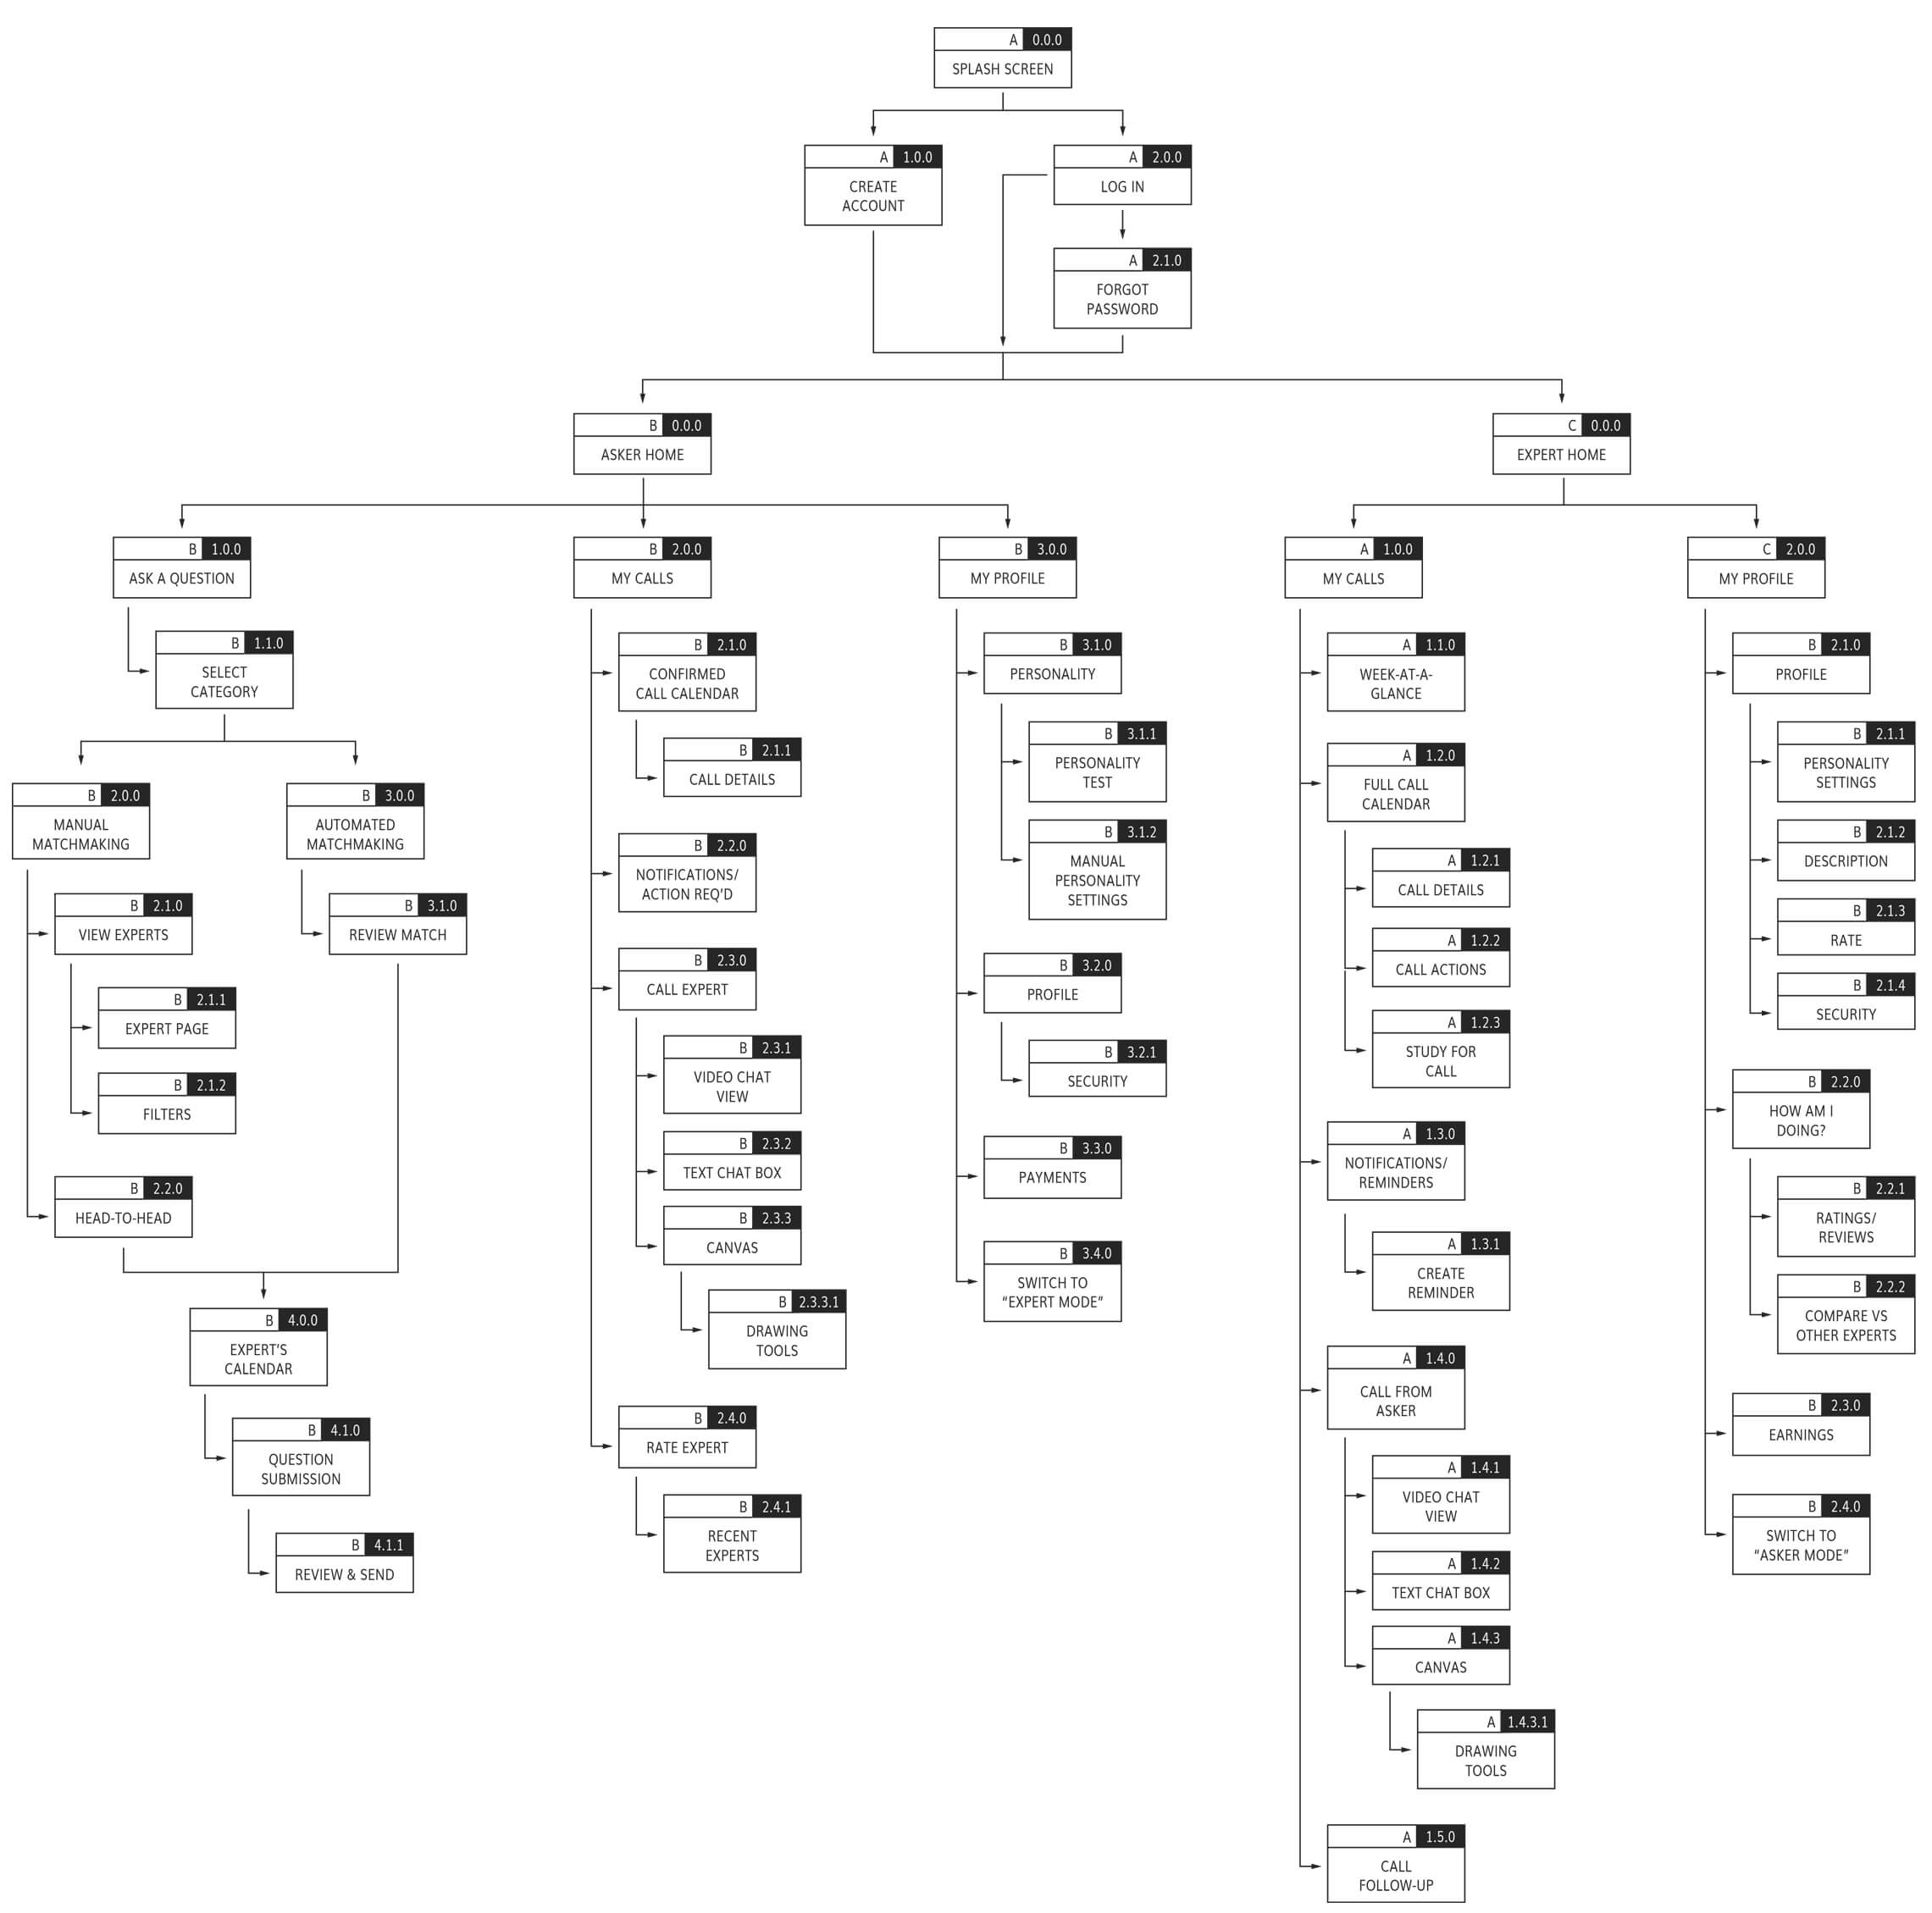 A 0.0.0
SPLASH SCREEN
A 1.0.0
CREATE
ACCOUNT
A 2.0.0
LOG IN
A 2.1.0
FORGOT
PASSWORD
B 0.0.0
ASKER HOME
C 0.0.0
EXPERT HOME
B 1.0.0
ASK A QUESTION
B 1.1.0
SELECT
CATEGORY
B 2.0.0
MANUAL
MATCHMAKING
B 2.1.0
VIEW EXPERTS
B 2.1.1
EXPERT PAGE
B 2.1.2
FILTERS
B 2.2.0
HEAD-TO-HEAD
B 3.0.0
AUTOMATED
MATCHMAKING
B 3.1.0
REVIEW MATCH
B 4.0.0
EXPERT'S
CALENDAR
B 4.1.0
QUESTION
SUBMISSION
B 4.1.1
REVIEW & SEND
B 2.0.0
MY CALLS
B 2.1.0
CONFIRMED
CALL CALENDAR
B 2.1.1
CALL DETAILS
B 2.2.0
NOTIFICATIONS/
ACTION REQ'D
B 2.3.0
CALL EXPERT
B 2.3.1
VIDEO CHAT
VIEW
B 2.3.2
TEXT CHAT BOX
B 2.3.3
CANVAS
B 2.3.3.1
DRAWING
TOOLS
B 2.4.0
RATE EXPERT
B 2.4.1
RECENT
EXPERTS
B 3.0.0
MY PROFILE
B 3.1.0
PERSONALITY
B 3.1.1
PERSONALITY
TEST
B 3.1.2
MANUAL
PERSONALITY
SETTINGS
B 3.2.0
PROFILE
B 3.2.1
SECURITY
B 3.3.0
PAYMENTS
B 3.4.0
SWITCH TO
“EXPERT MODE”
A 1.0.0
MY CALLS
A 1.1.0
WEEK-AT-A-
GLANCE
A 1.2.0
FULL CALL
CALENDAR
A 1.2.1
CALL DETAILS
A 1.2.2
CALL ACTIONS
A 1.2.3
STUDY FOR
CALL
A 1.3.0
NOTIFICATIONS/
REMINDERS
A 1.3.1
CREATE
REMINDER
A 1.4.0
CALL FROM
ASKER
A 1.4.1
VIDEO CHAT
VIEW
A 1.4.2
TEXT CHAT BOX
A 1.4.3
CANVAS
A 1.4.3.1
DRAWING
TOOLS
A 1.5.0
CALL
FOLLOW-UP
C 2.0.0
MY PROFILE
B 2.1.0
PROFILE
B 2.1.1
PERSONALITY
SETTINGS
B 2.1.2
DESCRIPTION
B 2.1.3
RATE
B 2.1.4
SECURITY
B 2.2.0
HOW AM I
DOING?
B 2.2.1
RATINGS/
REVIEWS
B 2.2.2
COMPARE VS
OTHER EXPERTS
B 2.3.0
EARNINGS
B 2.4.0
SWITCH TO
“ASKER MODE”